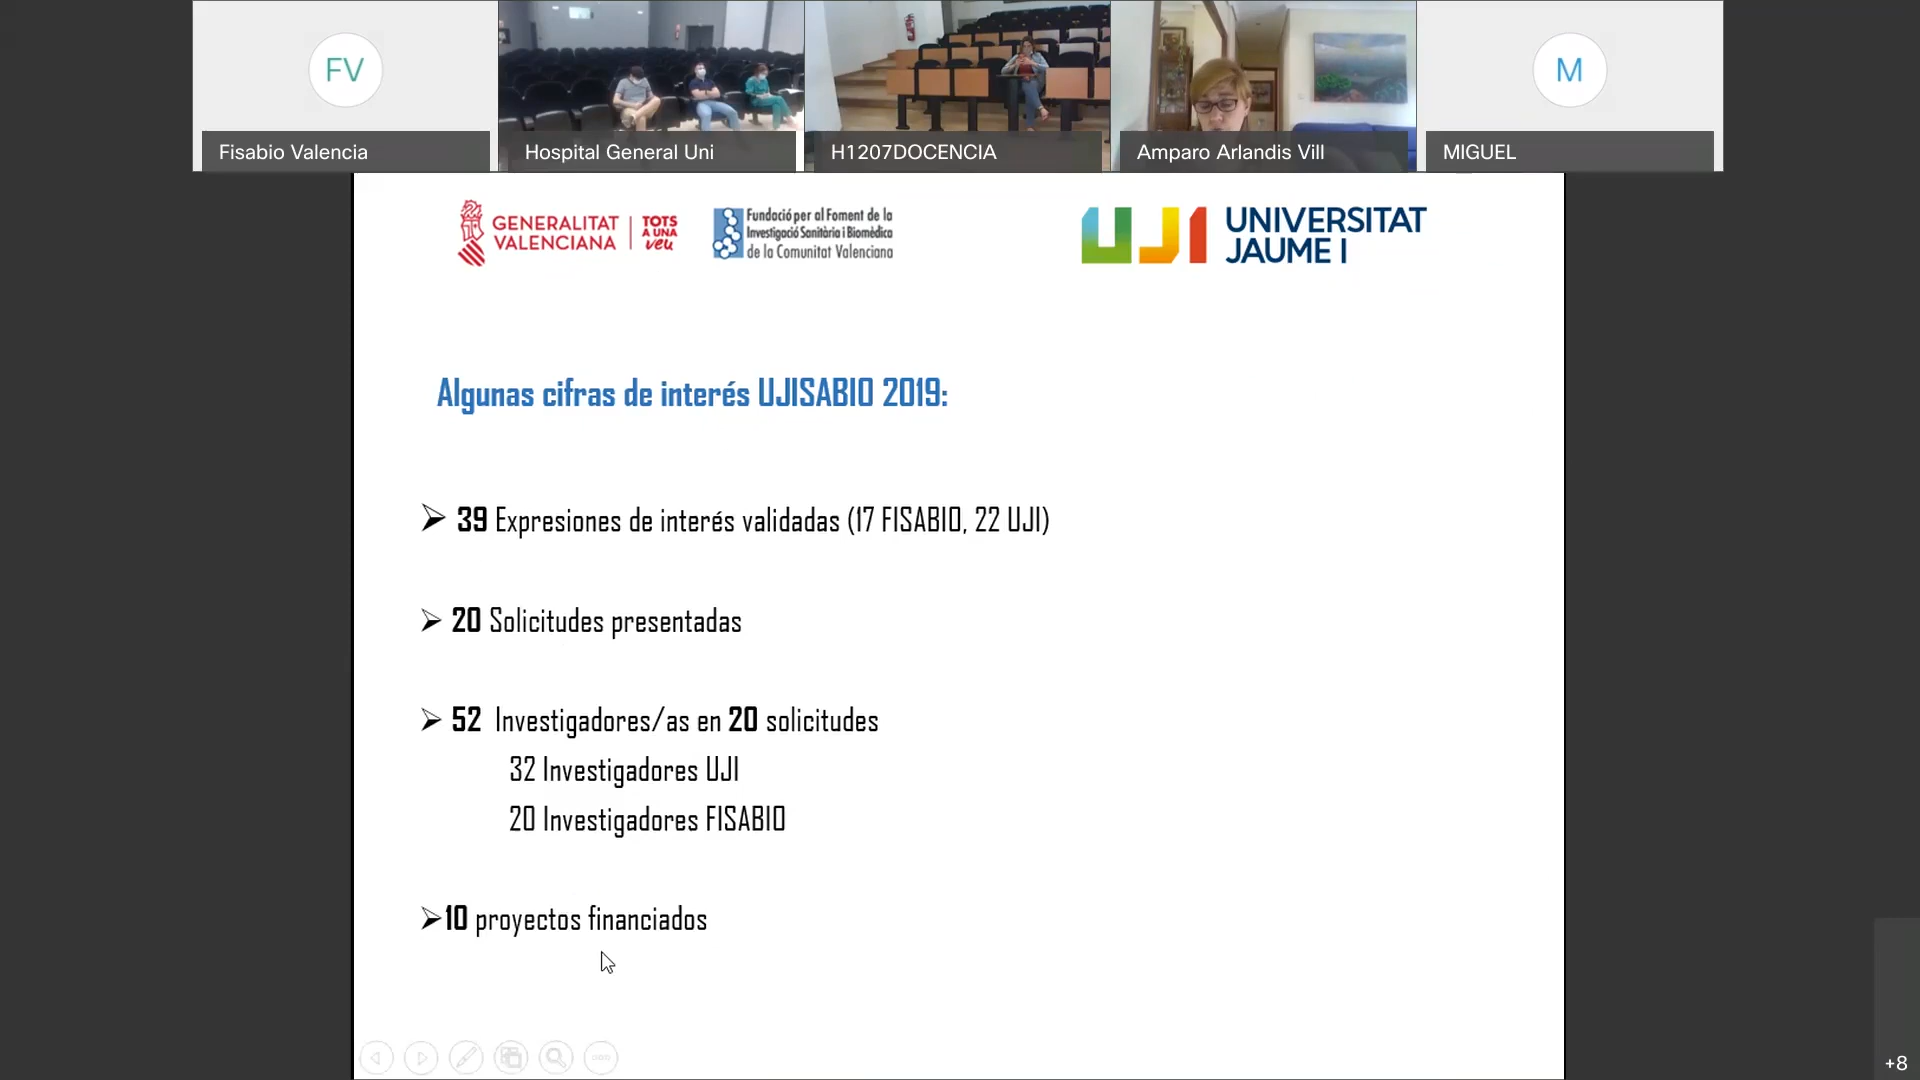 FV
M
Fisabio Valencia
Hospital General Uni
H1207DOCENCIA
Amparo Arlandis Vill
MIGUEL
GENERALITAT
VALENCIANA
TOTS
A UNA
veu
Fundació per al Foment de la
Investigació Sanitària i Biomèdica
de la Comunitat Valenciana
UJI
UNIVERSITAT
JAUME I
Algunas cifras de interés UJISABIO 2019:
➢ 39 Expresiones de interés validadas (17 FISABIO, 22 UJI)
➢ 20 Solicitudes presentadas
➢ 52 Investigadores/as en 20 solicitudes
32 Investigadores UJI
20 Investigadores FISABIO
➢10 proyectos financiados
+8